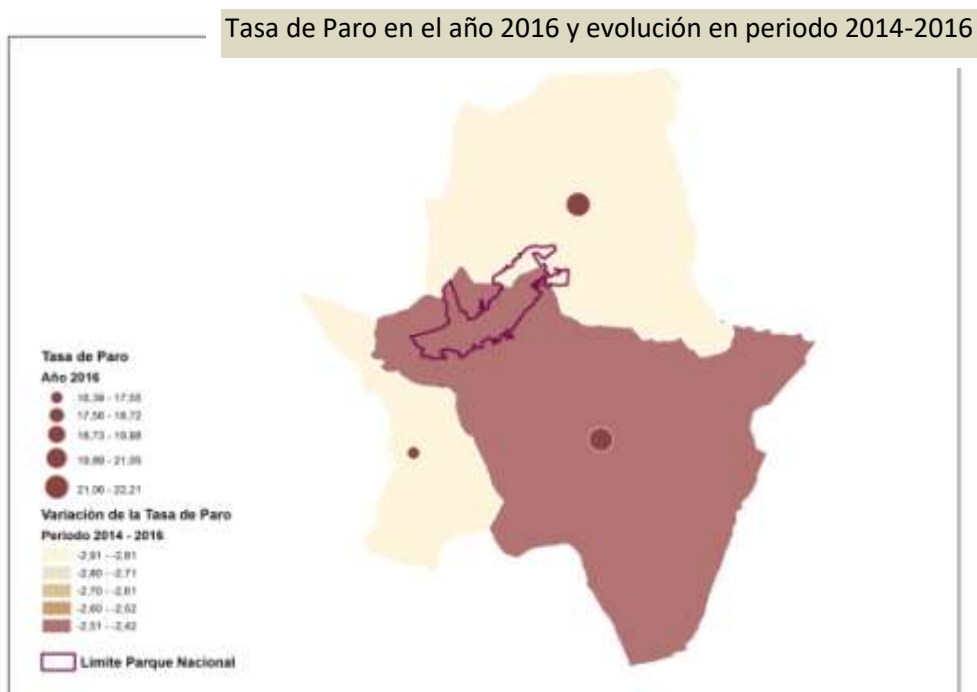 Tasa de Paro en el año 2016 y evolución en periodo 2014-2016
Tasa de Paro
Año 2016
16,39 - 17,55
17,56 - 18,72
18,73 - 19,88
19,89 - 21,05
21,06 - 22,21
Variación de la Tasa de Paro
Periodo 2014 - 2016
-2,91 - -2,81
-2,80 - -2,71
-2,70 - -2,61
-2,60 - -2,52
-2,51 - -2,42
Limite Parque Nacional